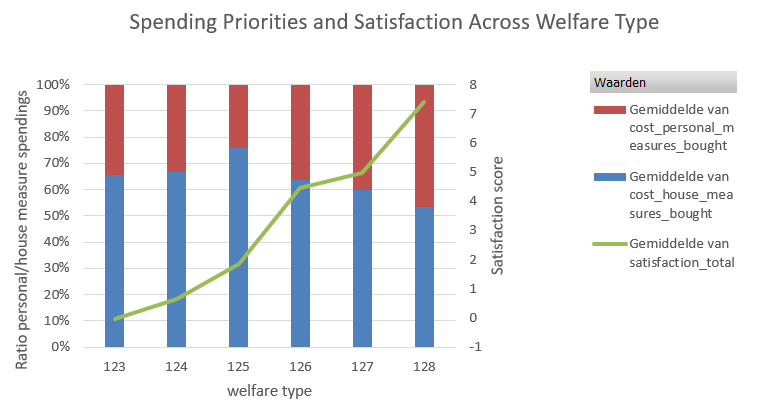 Spending Priorities and Satisfaction Across Welfare Type
Ratio personal/house measure spendings
100%
90%
80%
70%
60%
50%
40%
30%
20%
10%
0%
123 124 125 126 127 128
welfare type
8
7
6
5
4
3
2
1
0
-1
Satisfaction score
Waarden
Gemiddelde van
cost_personal_m
easures_bought
Gemiddelde van
cost_house_mea
sures_bought
Gemiddelde van
satisfaction_total